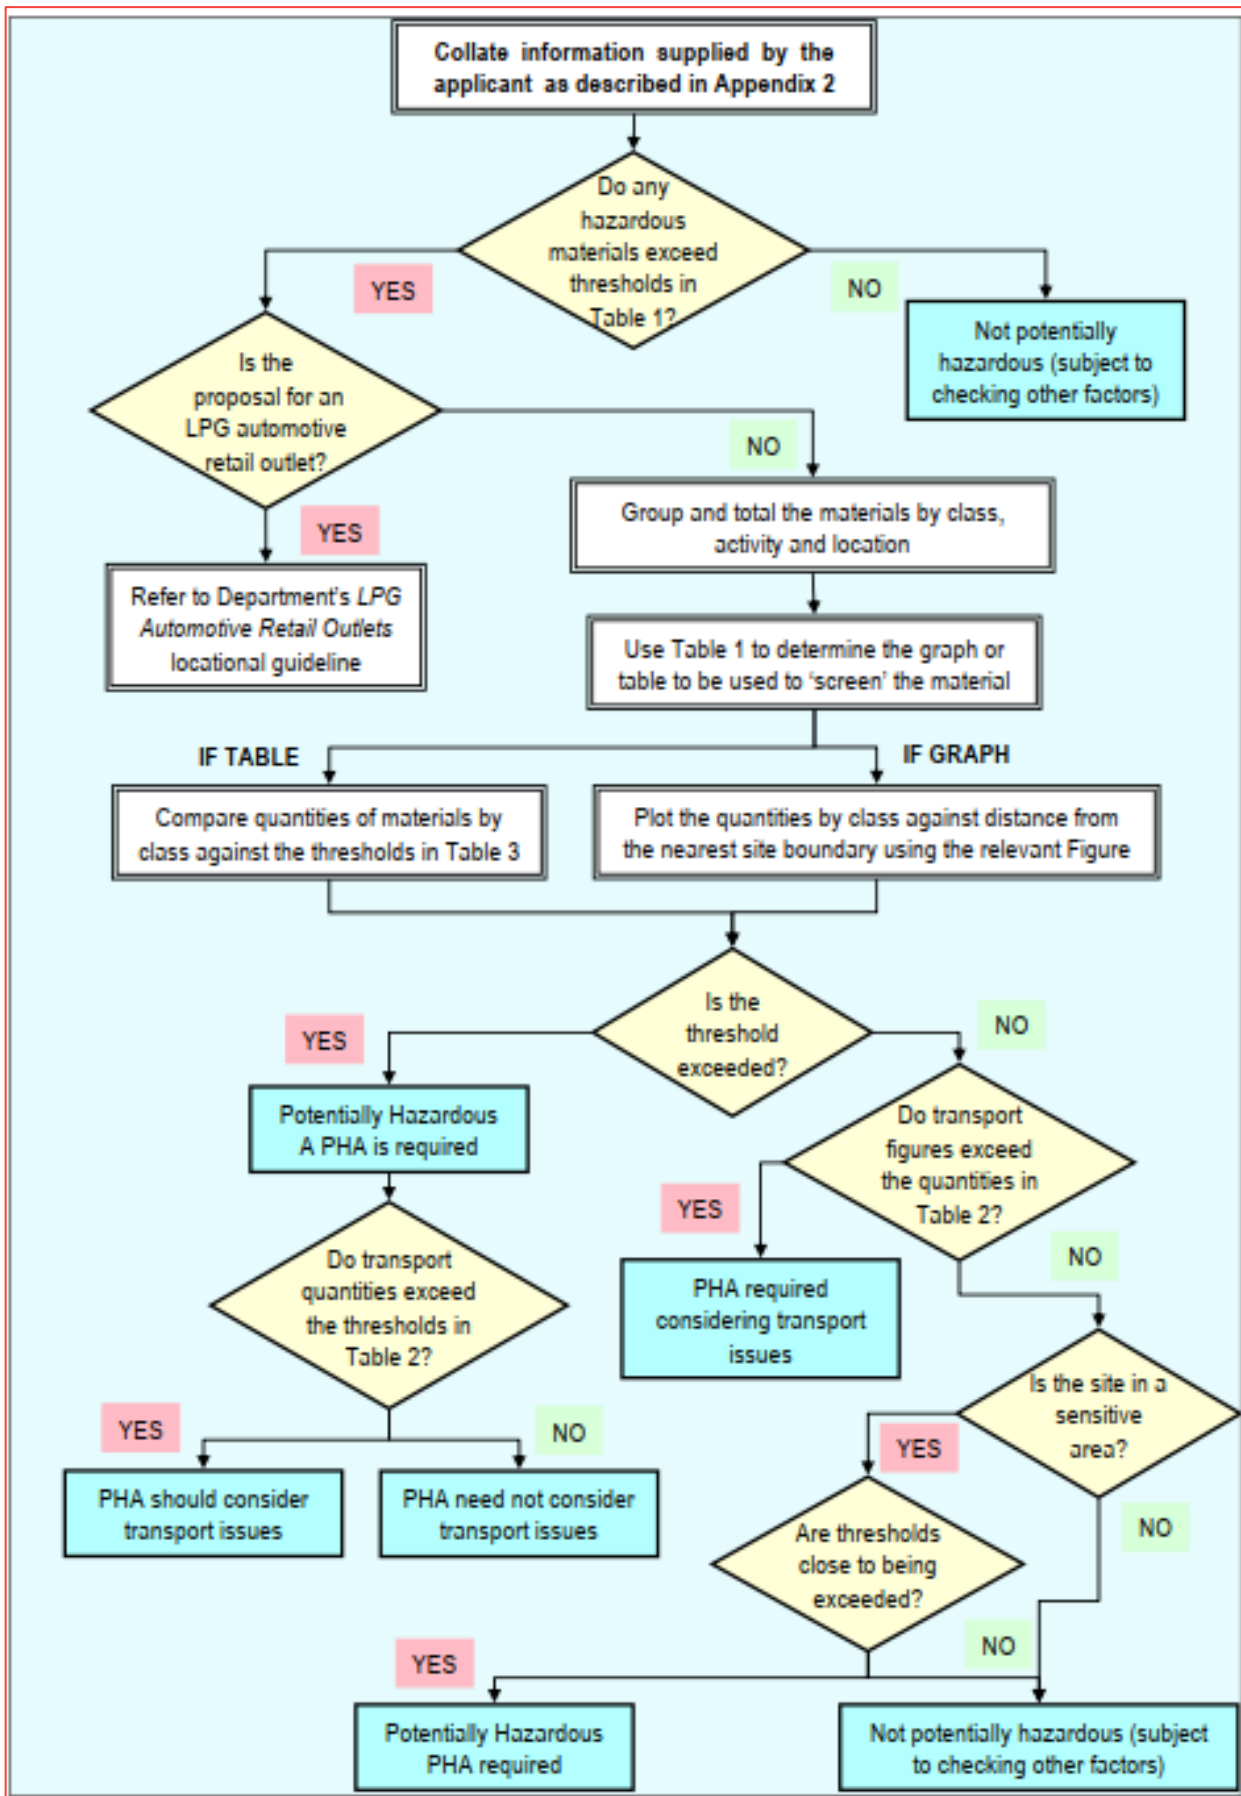 Collate information supplied by the
applicant as described in Appendix 2
Do any
hazardous
materials exceed
thresholds in
Table 1?
YES
NO
Not potentially
hazardous (subject to
checking other factors)
Is the
proposal for an
LPG automotive
retail outlet?
NO
YES
Group and total the materials by class,
activity and location
Refer to Department's LPG
Automotive Retail Outlets
locational guideline
Use Table 1 to determine the graph or
table to be used to 'screen' the material
IF TABLE
IF GRAPH
Compare quantities of materials by
class against the thresholds in Table 3
Plot the quantities by class against distance from
the nearest site boundary using the relevant Figure
Is the
threshold
exceeded?
YES
NO
Potentially Hazardous
A PHA is required
Do transport
figures exceed
the quantities in
Table 2?
YES
NO
Do transport
quantities exceed
the thresholds in
Table 2?
PHA required
considering transport
issues
Is the site in a
sensitive
area?
YES
NO
YES
NO
PHA should consider
transport issues
PHA need not consider
transport issues
Are thresholds
close to being
exceeded?
YES
NO
Potentially Hazardous
PHA required
Not potentially hazardous (subject
to checking other factors)